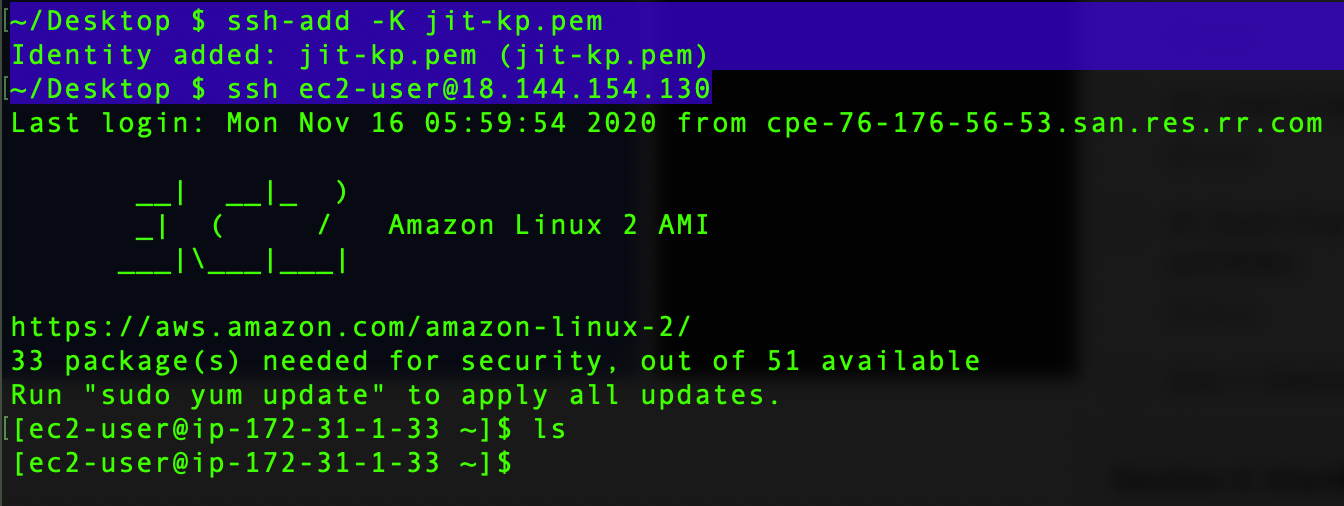 ~/Desktop $ ssh-add -K jit-kp.pem
Identity added: jit-kp.pem (jit-kp.pem)
~/Desktop $ ssh ec2-user@18.144.154.130
Last login: Mon Nov 16 05:59:54 2020 from cpe-76-176-56-53.san.res.rr.com
       __|  __|_  )
       _|  (     /   Amazon Linux 2 AMI
      ___|\___|___|
https://aws.amazon.com/amazon-linux-2/
33 package(s) needed for security, out of 51 available
Run "sudo yum update" to apply all updates.
[ec2-user@ip-172-31-1-33 ~]$ ls
[ec2-user@ip-172-31-1-33 ~]$